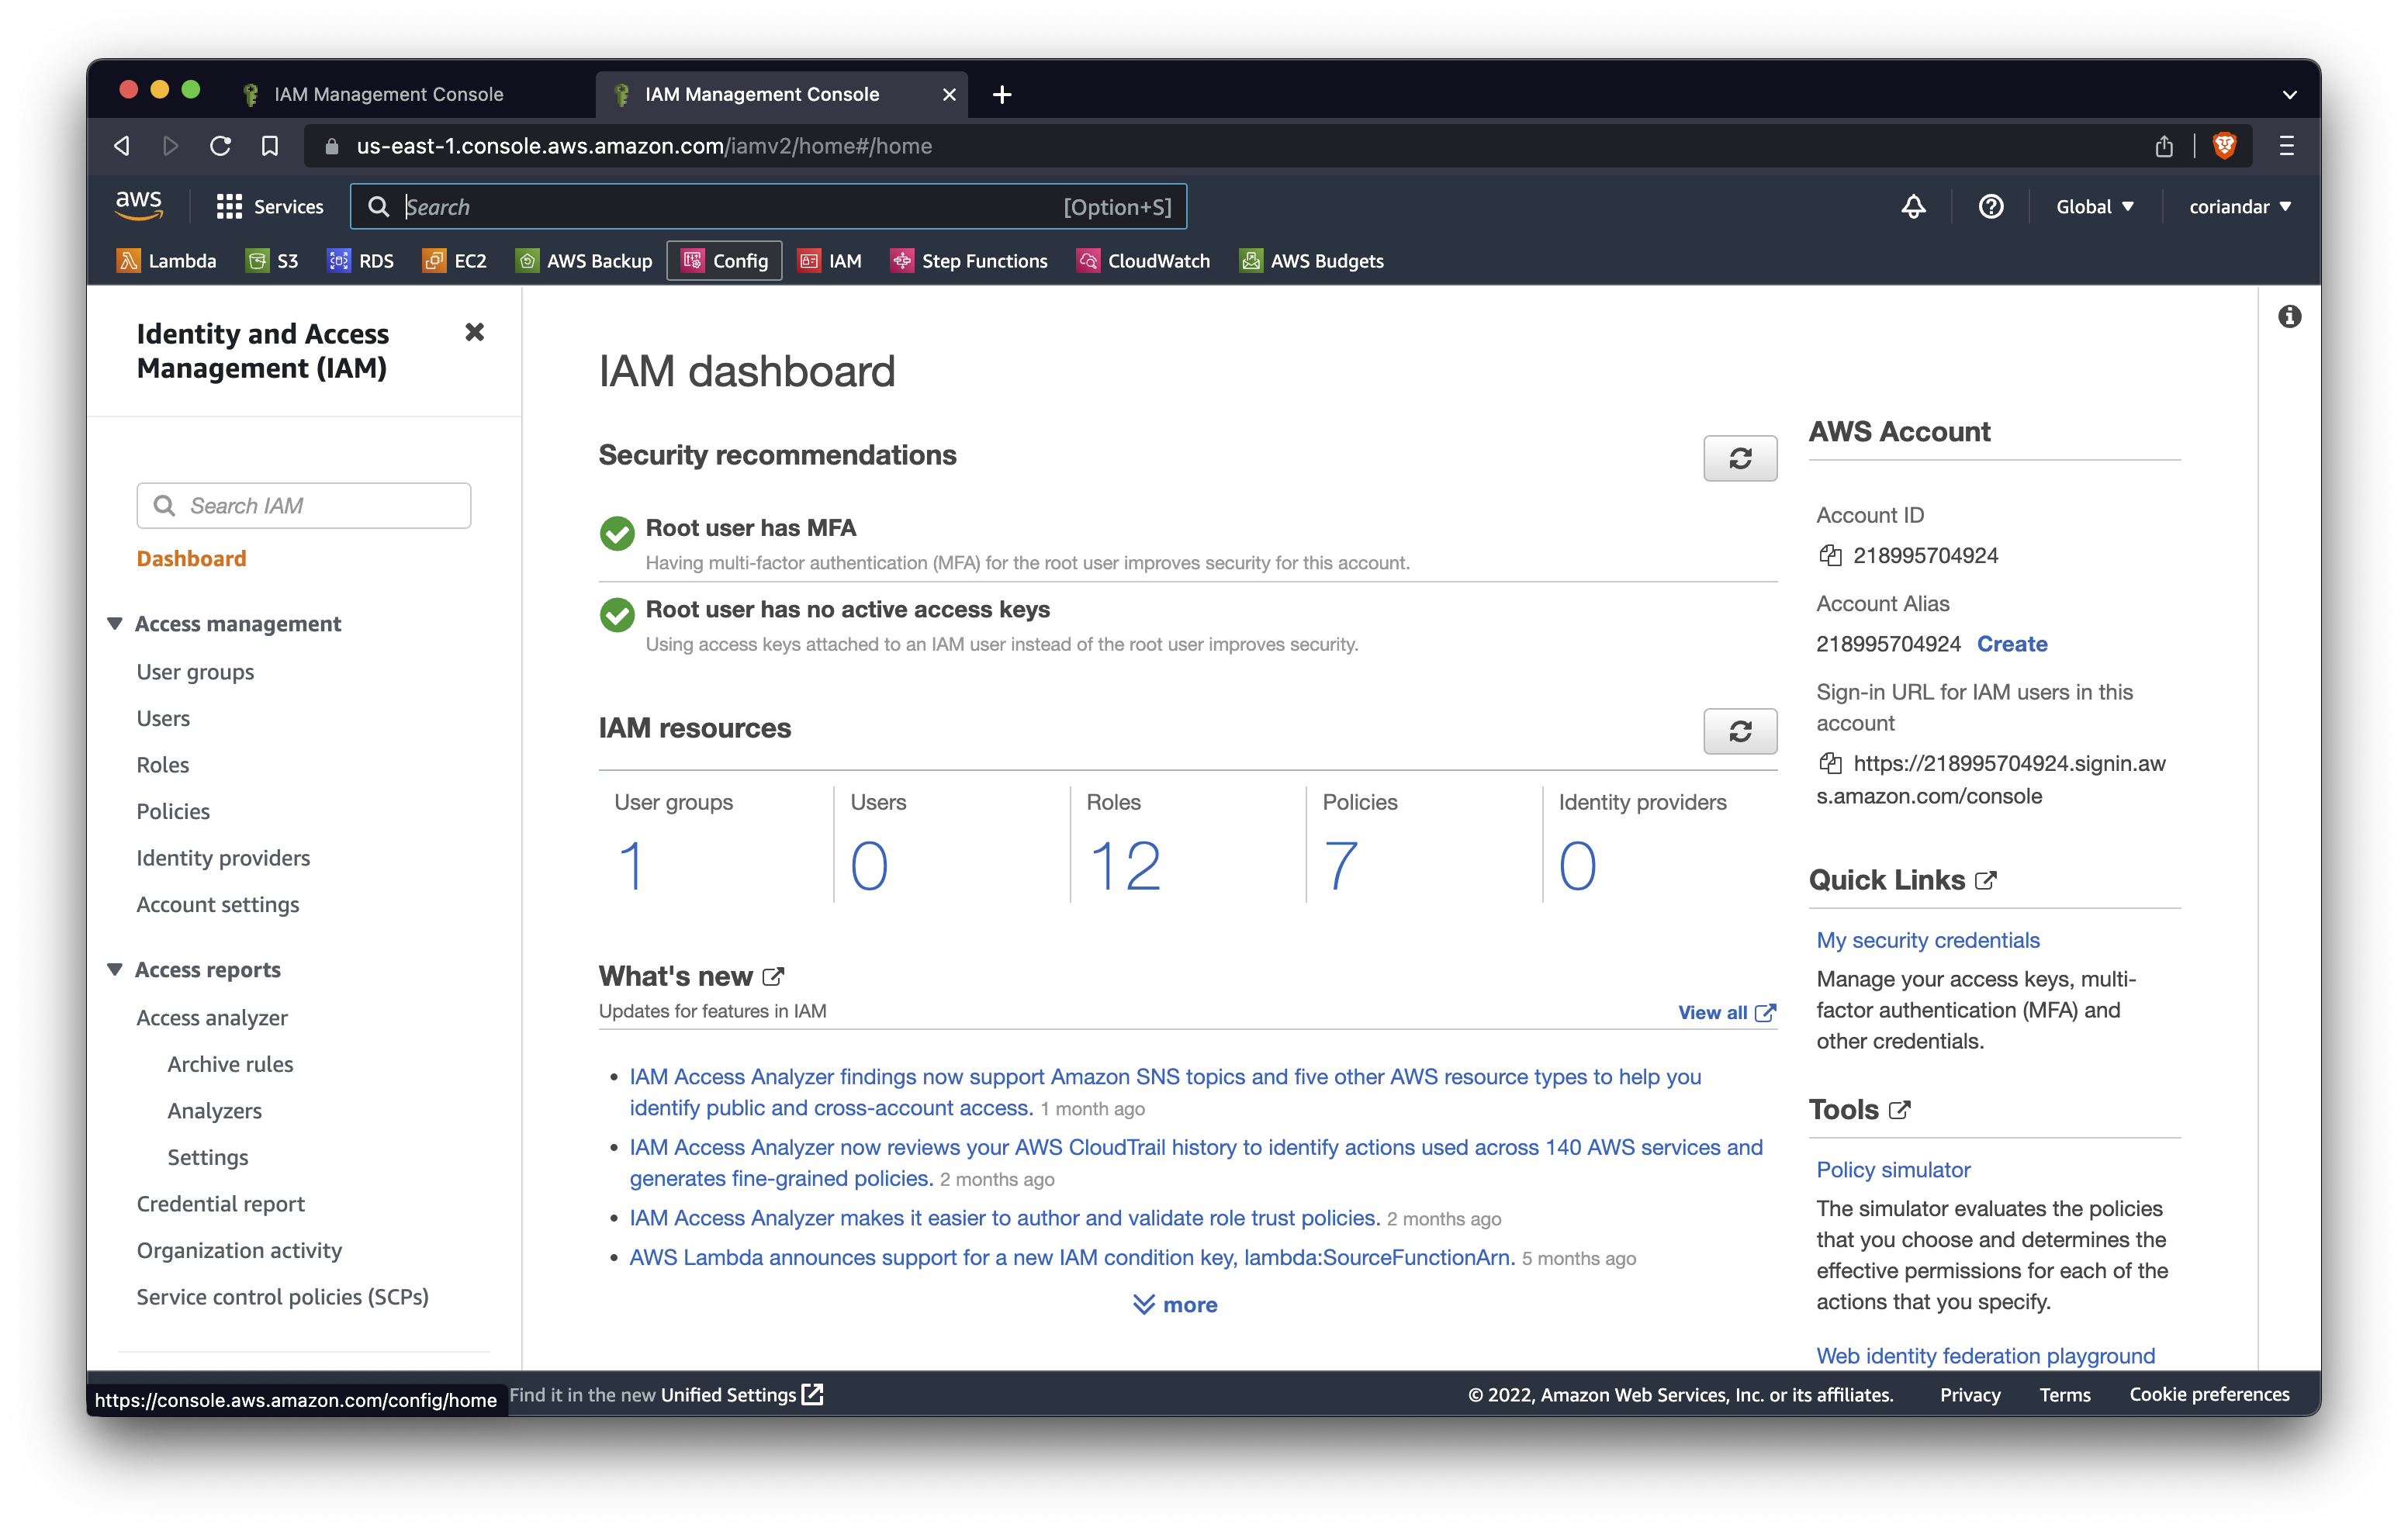 IAM Management Console
IAM Management Console
us-east-1.console.aws.amazon.com/iamv2/home#/home
aws
Services
Search
[Option+S]
Global
coriandar
Lambda
S3
RDS
EC2
AWS Backup
Config
IAM
Step Functions
CloudWatch
AWS Budgets
Identity and Access
Management (IAM)
Search IAM
Dashboard
Access management
User groups
Users
Roles
Policies
Identity providers
Account settings
Access reports
Access analyzer
Archive rules
Analyzers
Settings
Credential report
Organization activity
Service control policies (SCPs)
IAM dashboard
Security recommendations
Root user has MFA
Having multi-factor authentication (MFA) for the root user improves security for this account.
Root user has no active access keys
Using access keys attached to an IAM user instead of the root user improves security.
IAM resources
User groups
1
Users
0
Roles
12
Policies
7
Identity providers
0
What's new
Updates for features in IAM
View all
• IAM Access Analyzer findings now support Amazon SNS topics and five other AWS resource types to help you
identify public and cross-account access. 1 month ago
• IAM Access Analyzer now reviews your AWS CloudTrail history to identify actions used across 140 AWS services and
generates fine-grained policies. 2 months ago
• IAM Access Analyzer makes it easier to author and validate role trust policies. 2 months ago
• AWS Lambda announces support for a new IAM condition key, lambda:SourceFunctionArn. 5 months ago
more
AWS Account
Account ID
218995704924
Account Alias
218995704924 Create
Sign-in URL for IAM users in this
account
https://218995704924.signin.aw
s.amazon.com/console
Quick Links
My security credentials
Manage your access keys, multi-
factor authentication (MFA) and
other credentials.
Tools
Policy simulator
The simulator evaluates the policies
that you choose and determines the
effective permissions for each of the
actions that you specify.
Web identity federation playground
https://console.aws.amazon.com/config/home
Find it in the new Unified Settings
© 2022, Amazon Web Services, Inc. or its affiliates.
Privacy
Terms
Cookie preferences